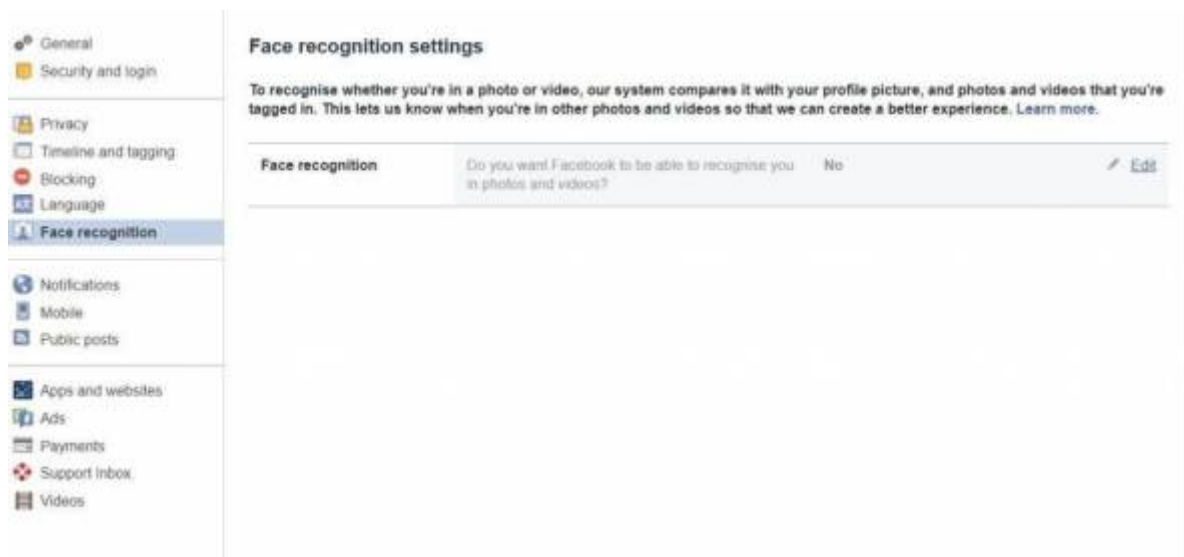 General
Security and login
Privacy
Timeline and tagging
Blocking
Language
Face recognition
Notifications
Mobile
Public posts
Apps and websites
Ads
Payments
Support Inbox
Videos
Face recognition settings
To recognise whether you're in a photo or video, our system compares it with your profile picture, and photos and videos that you're
tagged in. This lets us know when you're in other photos and videos so that we can create a better experience. Learn more.
Face recognition
Do you want Facebook to be able to recognise you
in photos and videos?
No
Edit